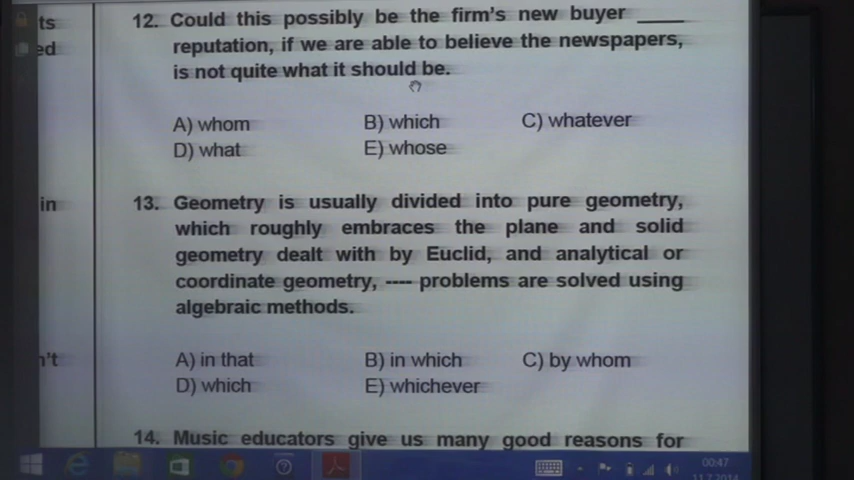 ts
ed
12. Could this possibly be the firm's new buyer ____
reputation, if we are able to believe the newspapers,
is not quite what it should be.
A) whom B) which C) whatever
D) what E) whose
in
13. Geometry is usually divided into pure geometry,
which roughly embraces the plane and solid
geometry dealt with by Euclid, and analytical or
coordinate geometry, ---- problems are solved using
algebraic methods.
n't
A) in that B) in which C) by whom
D) which E) whichever
14. Music educators give us many good reasons for
00:47
11.7.2014